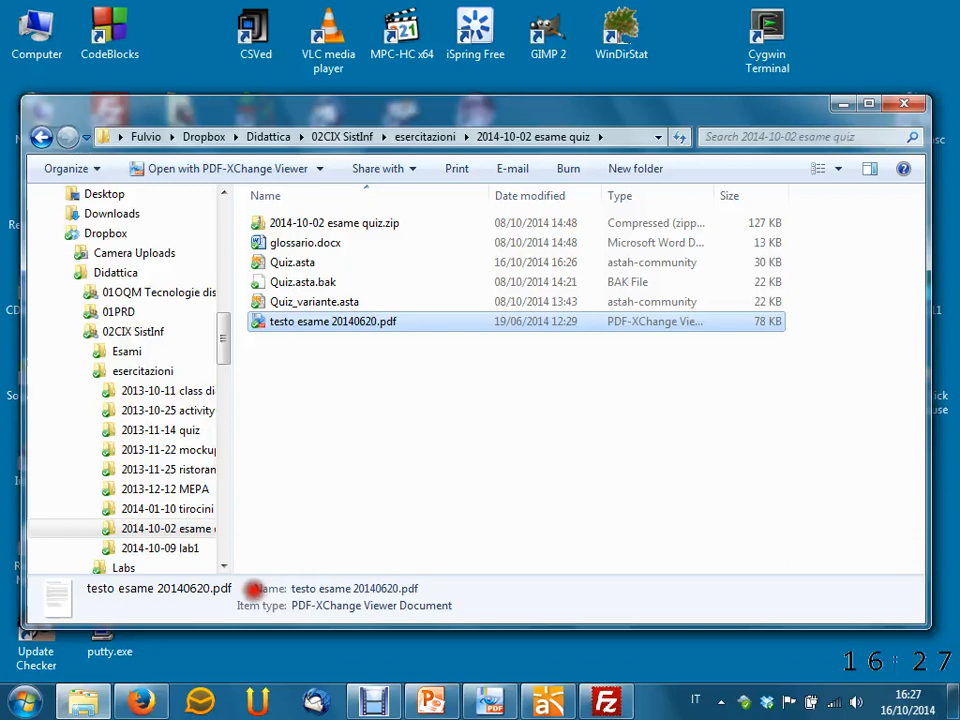 Computer
CodeBlocks
CSVed
VLC media
player
MPC-HC x64
iSpring Free
GIMP 2
WinDirStat
Cygwin
Terminal
Fulvio
Dropbox
Didattica
02CIX SistInf
esercitazioni
2014-10-02 esame quiz
Search 2014-10-02 esame quiz
Organize
Open with PDF-XChange Viewer
Share with
Print
E-mail
Burn
New folder
Name
Date modified
Type
Size
2014-10-02 esame quiz.zip 08/10/2014 14:48 Compressed (zipp... 127 KB
glossario.docx 08/10/2014 14:48 Microsoft Word D... 13 KB
Quiz.asta 16/10/2014 16:26 astah-community 30 KB
Quiz.asta.bak 08/10/2014 14:21 BAK File 22 KB
Quiz_variante.asta 08/10/2014 13:43 astah-community 22 KB
testo esame 20140620.pdf 19/06/2014 12:29 PDF-XChange Vie... 78 KB
Desktop
Downloads
Dropbox
Camera Uploads
Didattica
01OQM Tecnologie dis
01PRD
02CIX SistInf
Esami
esercitazioni
2013-10-11 class di
2013-10-25 activity
2013-11-14 quiz
2013-11-22 mocku
2013-11-25 ristoran
2013-12-12 MEPA
2014-01-10 tirocini
2014-10-02 esame
2014-10-09 lab1
Labs
testo esame 20140620.pdf
Name: testo esame 20140620.pdf
Item type: PDF-XChange Viewer Document
Update
Checker
putty.exe
16:27
IT
16:27
16/10/2014